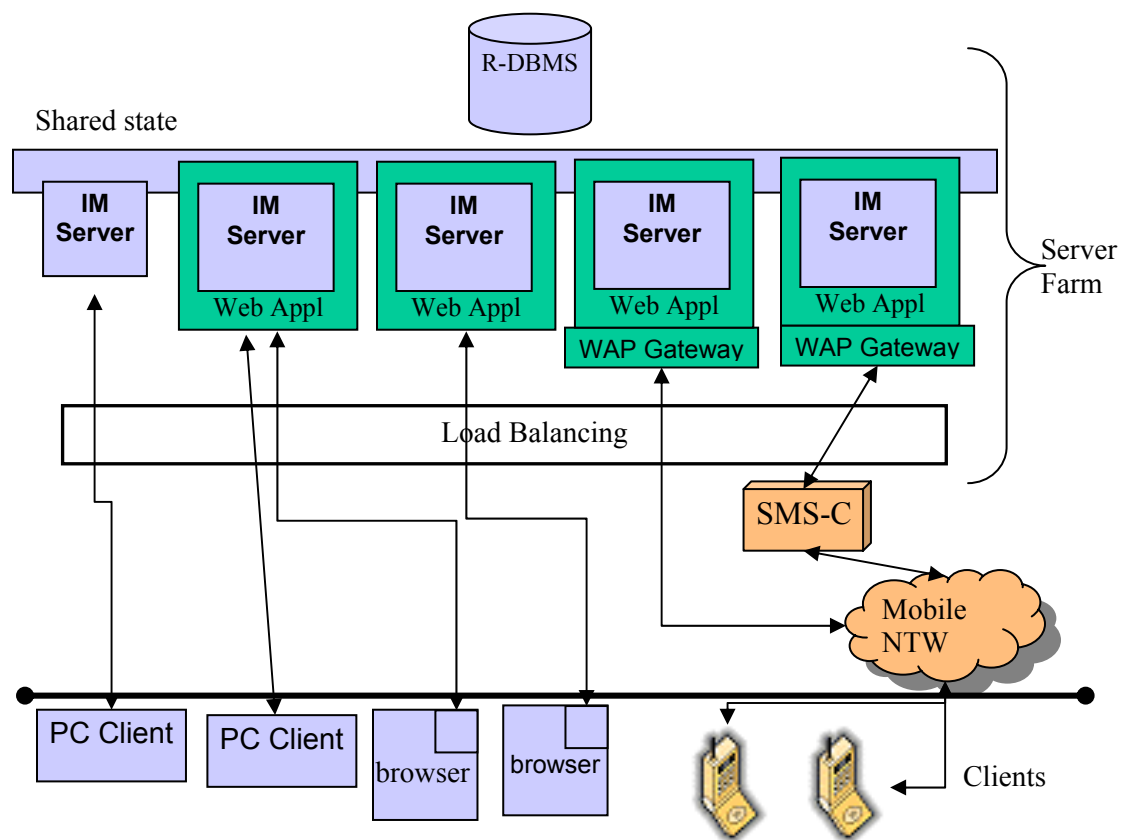 R-DBMS
Shared state
IM
Server
IM
Server
IM
Server
IM
Server
IM
Server
Web Appl
Web Appl
Web Appl
Web Appl
WAP Gateway
WAP Gateway
Server
Farm
Load Balancing
SMS-C
Mobile
NTW
PC Client
PC Client
browser
browser
Clients